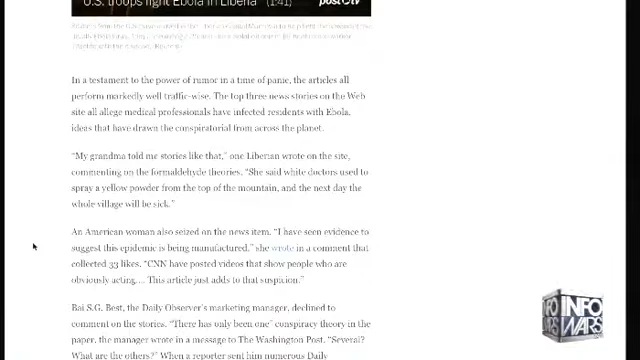 U.S. troops fight Ebola in Liberia (1:41)
postTV
In a testament to the power of rumor in a time of panic, the articles all
perform markedly well traffic-wise. The top three news stories on the Web
site all allege medical professionals have infected residents with Ebola,
ideas that have drawn the conspiratorial from across the planet.
“My grandma told me stories like that,” one Liberian wrote on the site,
commenting on the formaldehyde theories. “She said white doctors used to
spray a yellow powder from the top of the mountain, and the next day the
whole village will be sick.”
An American woman also seized on the news item. “I have seen evidence to
suggest this epidemic is being manufactured,” she wrote in a comment that
collected 33 likes. “CNN have posted videos that show people who are
obviously acting.... This article just adds to that suspicion.”
Bai S.G. Best, the Daily Observer’s marketing manager, declined to
comment on the stories. “There has only been one” conspiracy theory in the
paper, the manager wrote in a message to The Washington Post. “Several?
What are the others?” When a reporter sent him numerous Daily
INFO
WARS